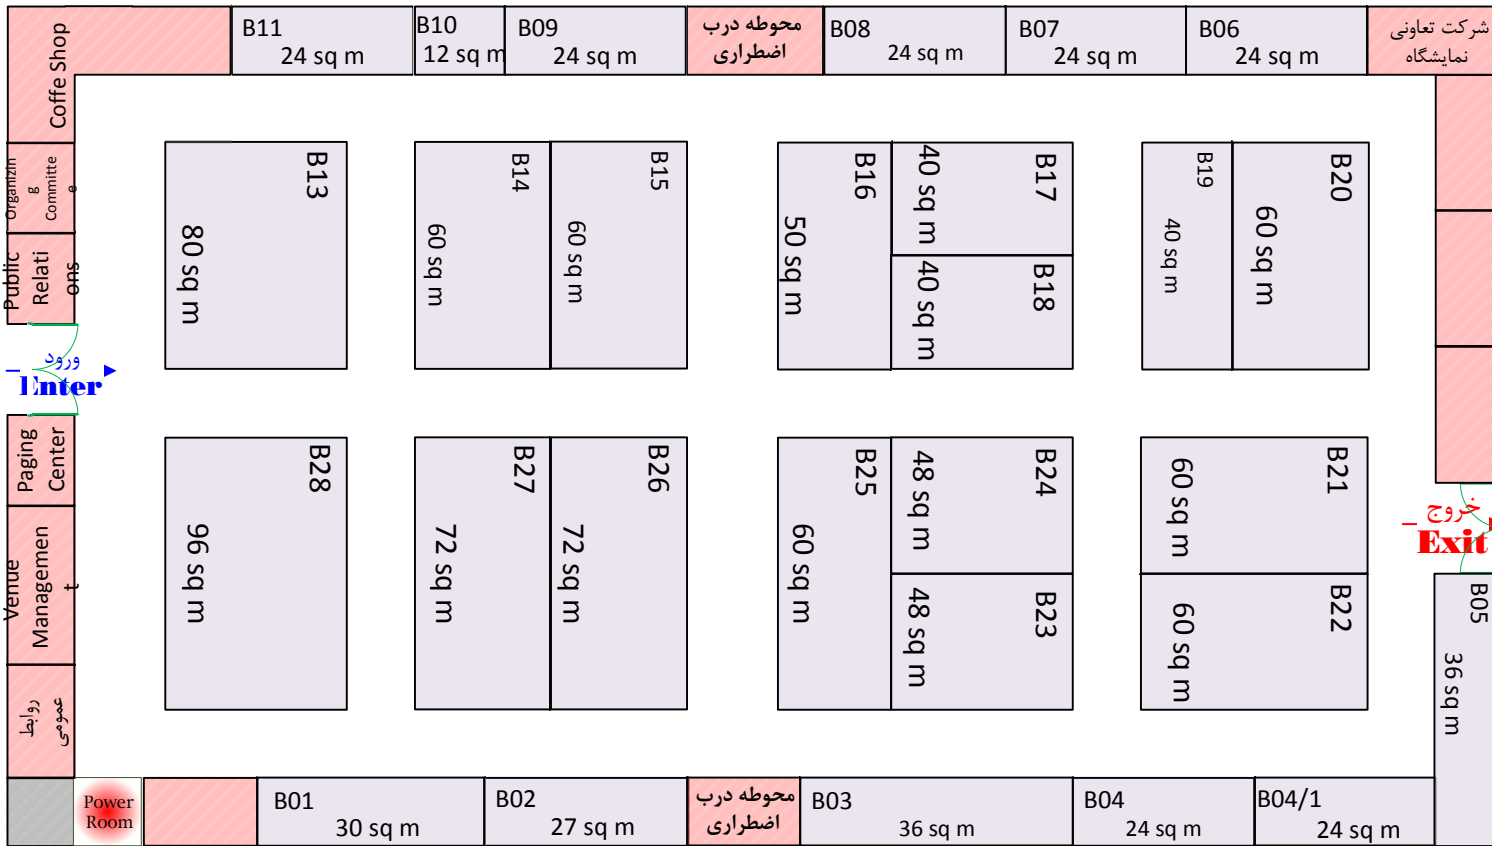 B11
24 sq m
B10
12 sq m
B09
24 sq m
محوطه درب
اضطراری
B08
24 sq m
B07
24 sq m
B06
24 sq m
شرکت تعاونی
نمایشگاه
Coffe Shop
Organizin
g
Committe
e
Public
Relati
ons
ورود
Enter
Paging
Center
Venue
Managemen
t
روابط
عمومی
Power
Room
B13
80 sq m
B14
60 sq m
B15
60 sq m
B16
50 sq m
B17
40 sq m
B18
40 sq m
B19
40 sq m
B20
60 sq m
B28
96 sq m
B27
72 sq m
B26
72 sq m
B25
60 sq m
B24
48 sq m
B23
48 sq m
B21
60 sq m
B22
60 sq m
خروج
Exit
B05
36 sq m
B01
30 sq m
B02
27 sq m
محوطه درب
اضطراری
B03
36 sq m
B04
24 sq m
B04/1
24 sq m